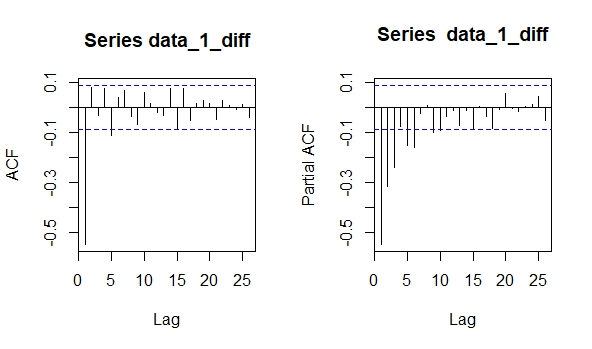 Series data_1_diff
ACF
0.1
-0.1
-0.3
-0.5
0 5 10 15 20 25
Lag
Series data_1_diff
Partial ACF
0.1
-0.1
-0.3
-0.5
0 5 10 15 20 25
Lag